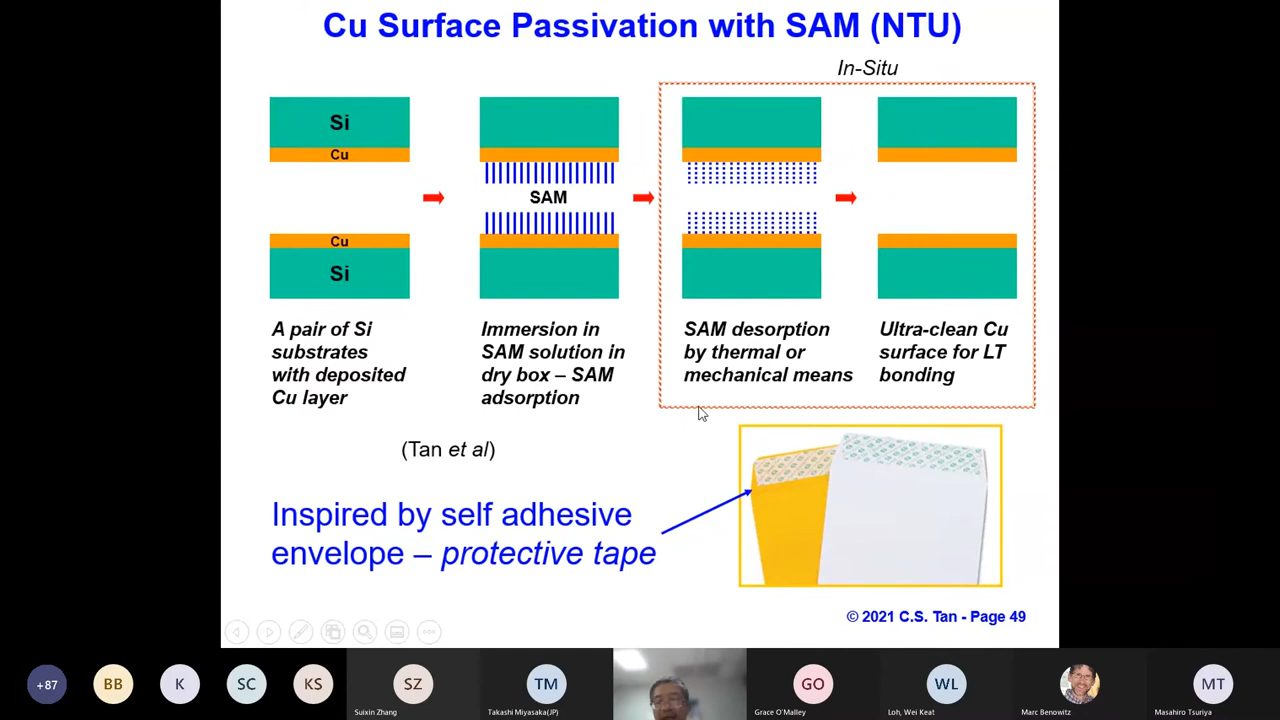 Cu Surface Passivation with SAM (NTU)
In-Situ
Si
Cu
SAM
Cu
Si
A pair of Si
substrates
with deposited
Cu layer
Immersion in
SAM solution in
dry box – SAM
adsorption
SAM desorption
by thermal or
mechanical means
Ultra-clean Cu
surface for LT
bonding
(Tan et al)
Inspired by self adhesive
envelope – protective tape
© 2021 C.S. Tan - Page 49
+87
BB
K
SC
KS
SZ
Suixin Zhang
TM
Takashi Miyasaka(JP)
GO
Grace O'Malley
WL
Loh, Wei Keat
Marc Benowitz
MT
Masahiro Tsuriya